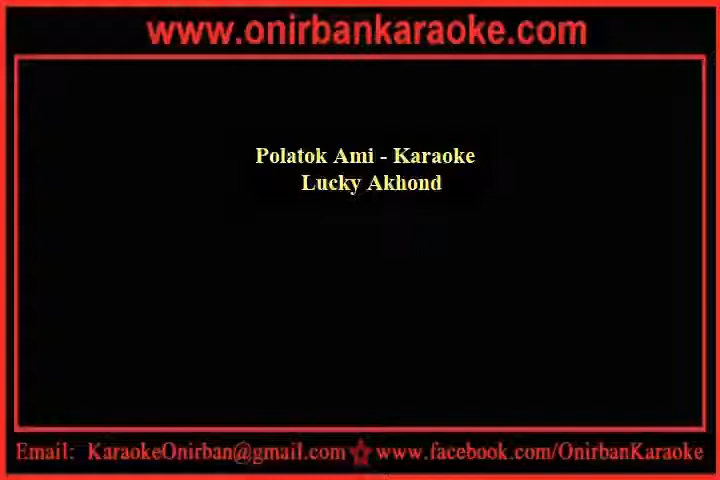 www.onirbankaraoke.com
Polatok Ami - Karaoke
Lucky Akhond
Email: KaraokeOnirban@gmail.com www.facebook.com/OnirbanKaraoke